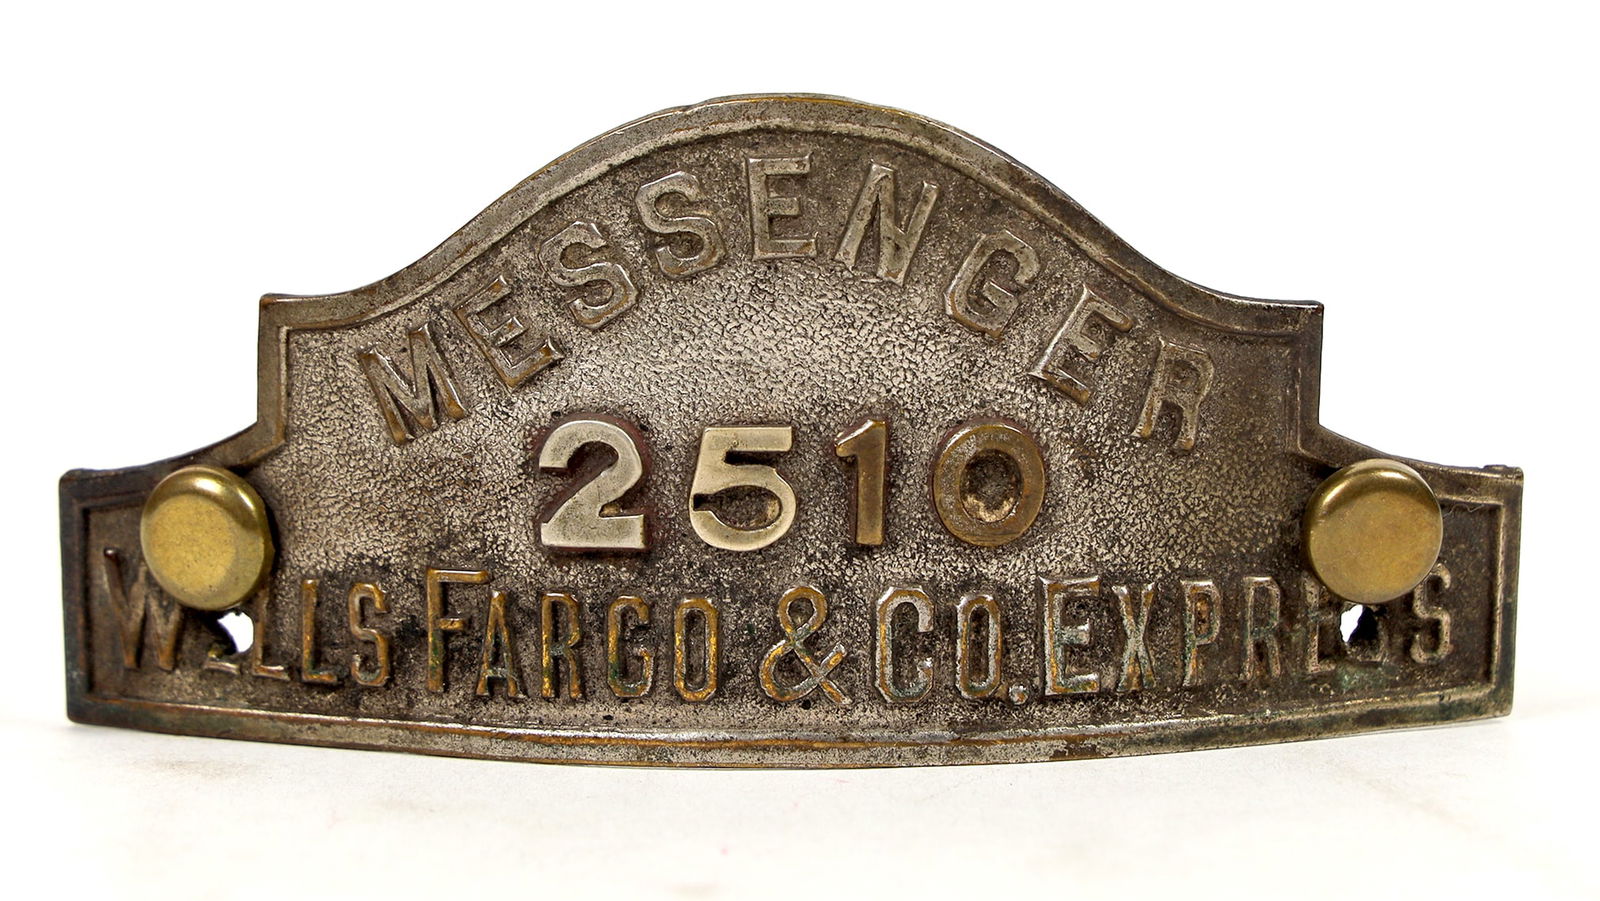 MESSENGER
2510
WELLS FARGO & CO. EXPRESS